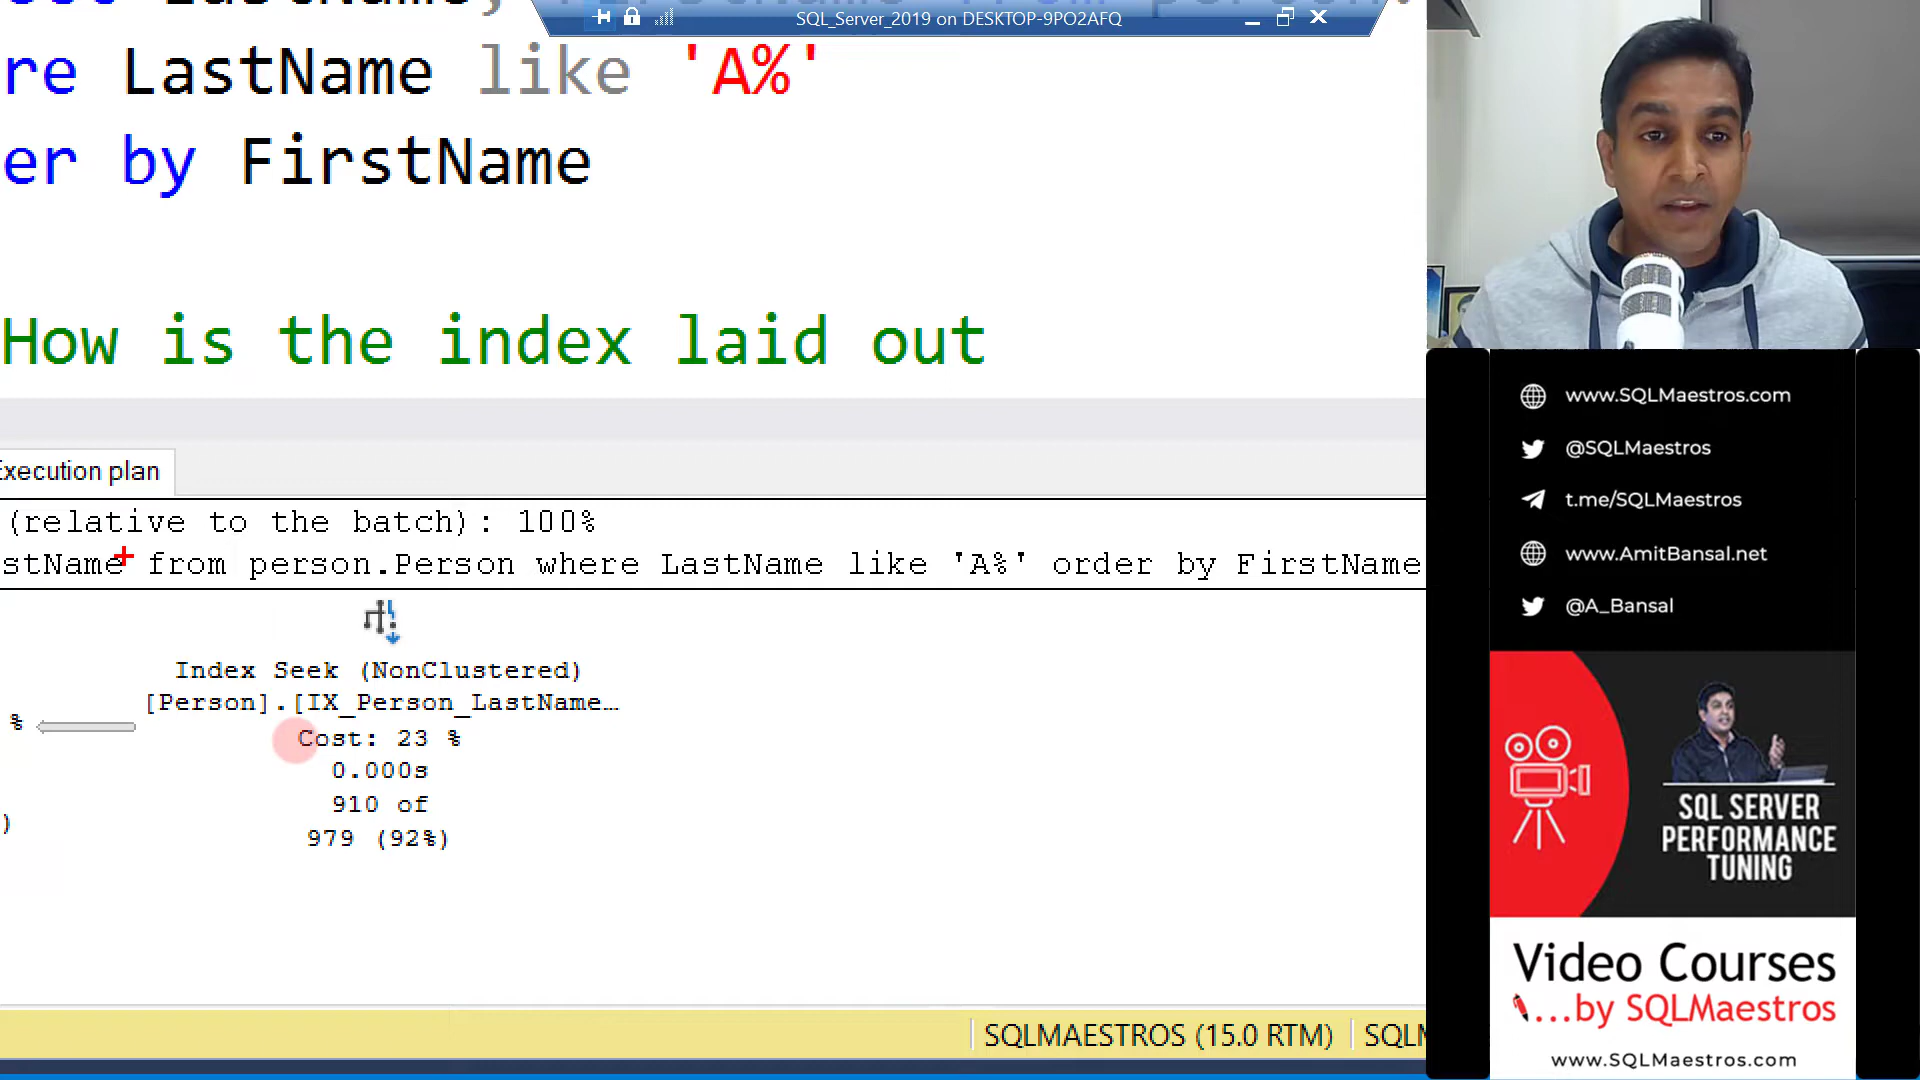 SQL_Server_2019 on DESKTOP-9PO2AFQ
re LastName like 'A%'
er by FirstName
How is the index laid out
Execution plan
(relative to the batch): 100%
stName from person.Person where LastName like 'A%' order by FirstName
Index Seek (NonClustered)
[Person].[IX_Person_LastName…
%
Cost: 23 %
0.000s
910 of
)
979 (92%)
SQLMAESTROS (15.0 RTM)
SQLM
www.SQLMaestros.com
@SQLMaestros
t.me/SQLMaestros
www.AmitBansal.net
@A_Bansal
SQL SERVER
PERFORMANCE
TUNING
Video Courses
...by SQLMaestros
www.SQLMaestros.com